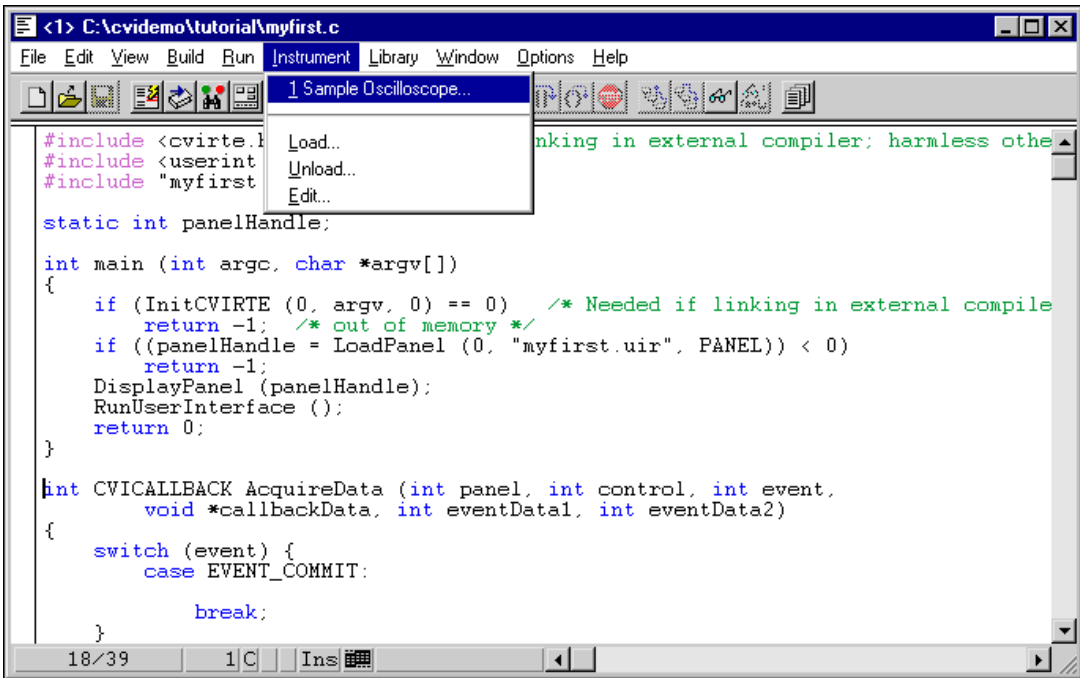 <1> C:\cvidemo\tutorial\myfirst.c
File Edit View Build Run Instrument Library Window Options Help
1 Sample Oscilloscope...
Load...
Unload...
Edit...
#include <cvirte. nking in external compiler; harmless othe
#include <userint
#include "myfirst
static int panelHandle;
int main (int argc, char *argv[])
{
if (InitCVIRTE (0, argv, 0) == 0) /* Needed if linking in external compile
return -1; /* out of memory */
if ((panelHandle = LoadPanel (0, "myfirst.uir", PANEL)) < 0)
return -1;
DisplayPanel (panelHandle);
RunUserInterface ();
return 0;
}
int CVICALLBACK AcquireData (int panel, int control, int event,
void *callbackData, int eventData1, int eventData2)
{
switch (event) {
case EVENT_COMMIT:
break;
}
18/39 1 C Ins